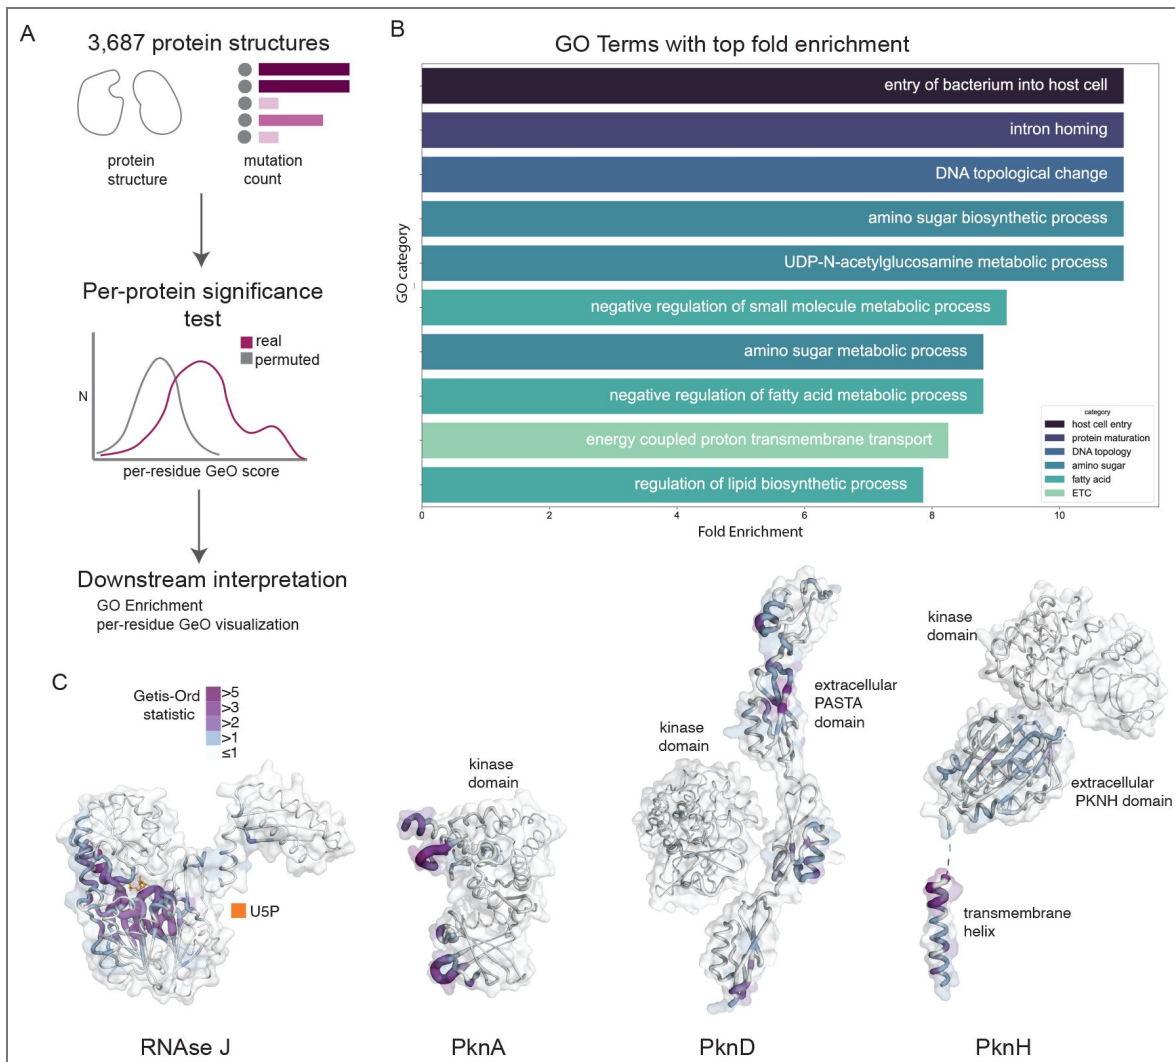 A
3,687 protein structures
protein
structure
mutation
count
Per-protein significance
test
real
permuted
N
per-residue GeO score
Downstream interpretation
GO Enrichment
per-residue GeO visualization
B
GO Terms with top fold enrichment
GO category
entry of bacterium into host cell
intron homing
DNA topological change
amino sugar biosynthetic process
UDP-N-acetylglucosamine metabolic process
negative regulation of small molecule metabolic process
amino sugar metabolic process
negative regulation of fatty acid metabolic process
energy coupled proton transmembrane transport
regulation of lipid biosynthetic process
category
host cell entry
protein maturation
DNA topology
amino sugar
fatty acid
ETC
0 2 4 6 8 10
Fold Enrichment
C
Getis-Ord
statistic
>5
>3
>2
>1
≤1
U5P
RNAse J
kinase
domain
PknA
kinase
domain
extracellular
PASTA
domain
PknD
kinase
domain
extracellular
PKNH domain
transmembrane
helix
PknH